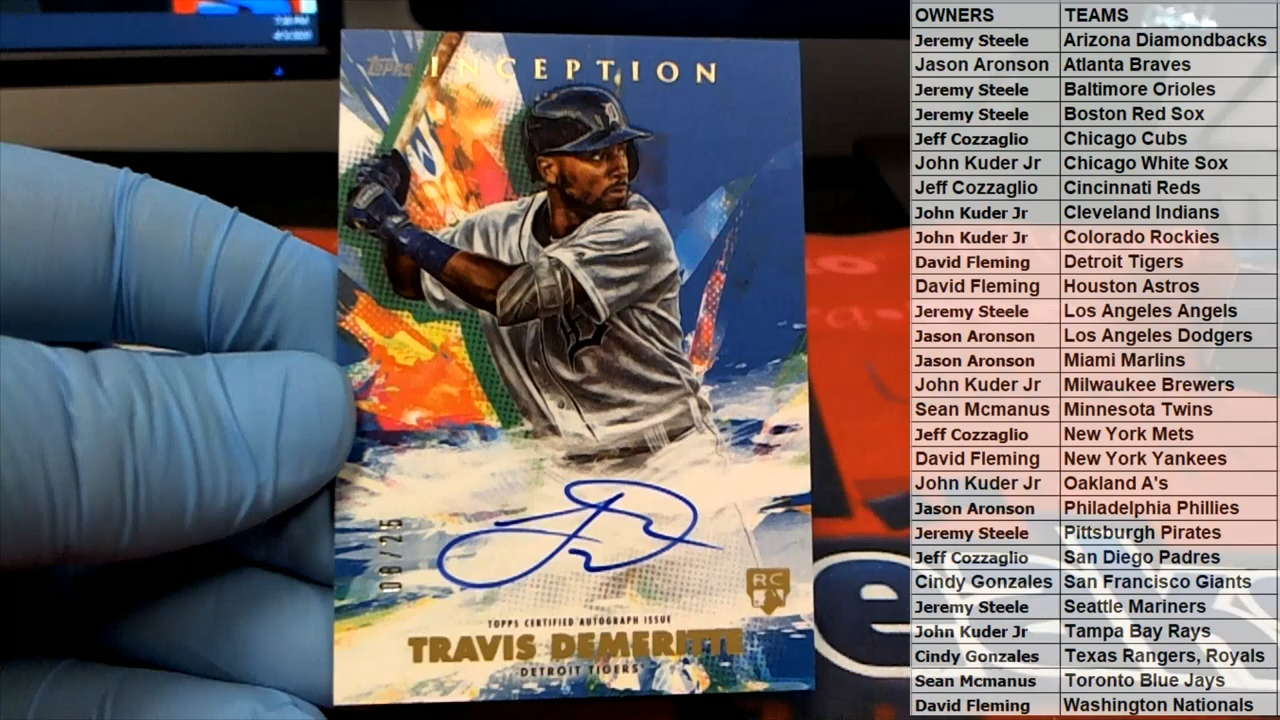 TOPPS INCEPTION
08/25
RC
TOPPS CERTIFIED AUTOGRAPH ISSUE
TRAVIS DEMERITTE
DETROIT TIGERS
OWNERS TEAMS
Jeremy Steele Arizona Diamondbacks
Jason Aronson Atlanta Braves
Jeremy Steele Baltimore Orioles
Jeremy Steele Boston Red Sox
Jeff Cozzaglio Chicago Cubs
John Kuder Jr Chicago White Sox
Jeff Cozzaglio Cincinnati Reds
John Kuder Jr Cleveland Indians
John Kuder Jr Colorado Rockies
David Fleming Detroit Tigers
David Fleming Houston Astros
Jeremy Steele Los Angeles Angels
Jason Aronson Los Angeles Dodgers
Jason Aronson Miami Marlins
John Kuder Jr Milwaukee Brewers
Sean Mcmanus Minnesota Twins
Jeff Cozzaglio New York Mets
David Fleming New York Yankees
John Kuder Jr Oakland A's
Jason Aronson Philadelphia Phillies
Jeremy Steele Pittsburgh Pirates
Jeff Cozzaglio San Diego Padres
Cindy Gonzales San Francisco Giants
Jeremy Steele Seattle Mariners
John Kuder Jr Tampa Bay Rays
Cindy Gonzales Texas Rangers, Royals
Sean Mcmanus Toronto Blue Jays
David Fleming Washington Nationals